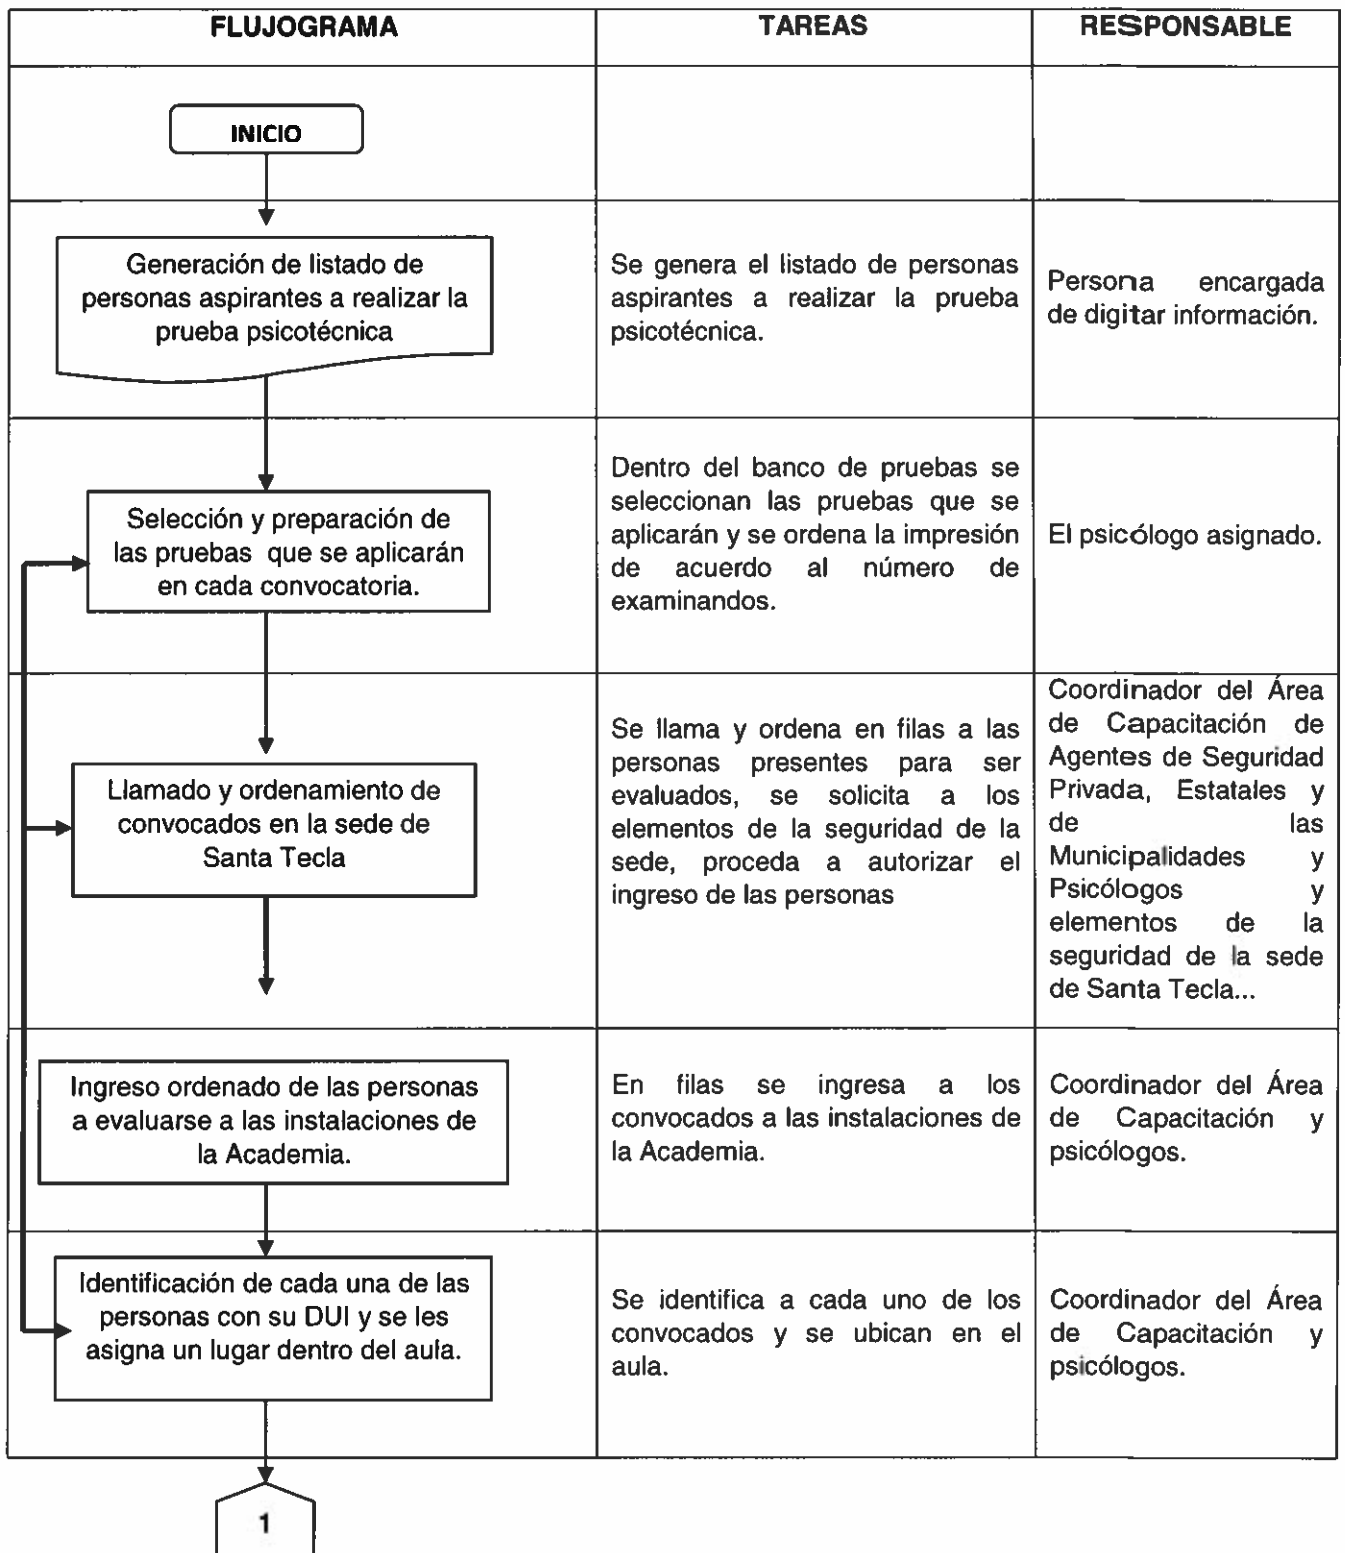 FLUJOGRAMA
TAREAS
RESPONSABLE
INICIO
Generación de listado de
personas aspirantes a realizar la
prueba psicotécnica
Se genera el listado de personas
aspirantes a realizar la prueba
psicotécnica.
Persona encargada
de digitar información.
Selección y preparación de
las pruebas que se aplicarán
en cada convocatoria.
Dentro del banco de pruebas se
seleccionan las pruebas que se
aplicarán y se ordena la impresión
de acuerdo al número de
examinandos.
El psicólogo asignado.
Llamado y ordenamiento de
convocados en la sede de
Santa Tecla
Se llama y ordena en filas a las
personas presentes para ser
evaluados, se solicita a los
elementos de la seguridad de la
sede, proceda a autorizar el
ingreso de las personas
Coordinador del Área
de Capacitación de
Agentes de Seguridad
Privada, Estatales y
de las
Municipalidades y
Psicólogos y
elementos de la
seguridad de la sede
de Santa Tecla...
Ingreso ordenado de las personas
a evaluarse a las instalaciones de
la Academia.
En filas se ingresa a los
convocados a las instalaciones de
la Academia.
Coordinador del Área
de Capacitación y
psicólogos.
Identificación de cada una de las
personas con su DUI y se les
asigna un lugar dentro del aula.
Se identifica a cada uno de los
convocados y se ubican en el
aula.
Coordinador del Área
de Capacitación y
psicólogos.
1